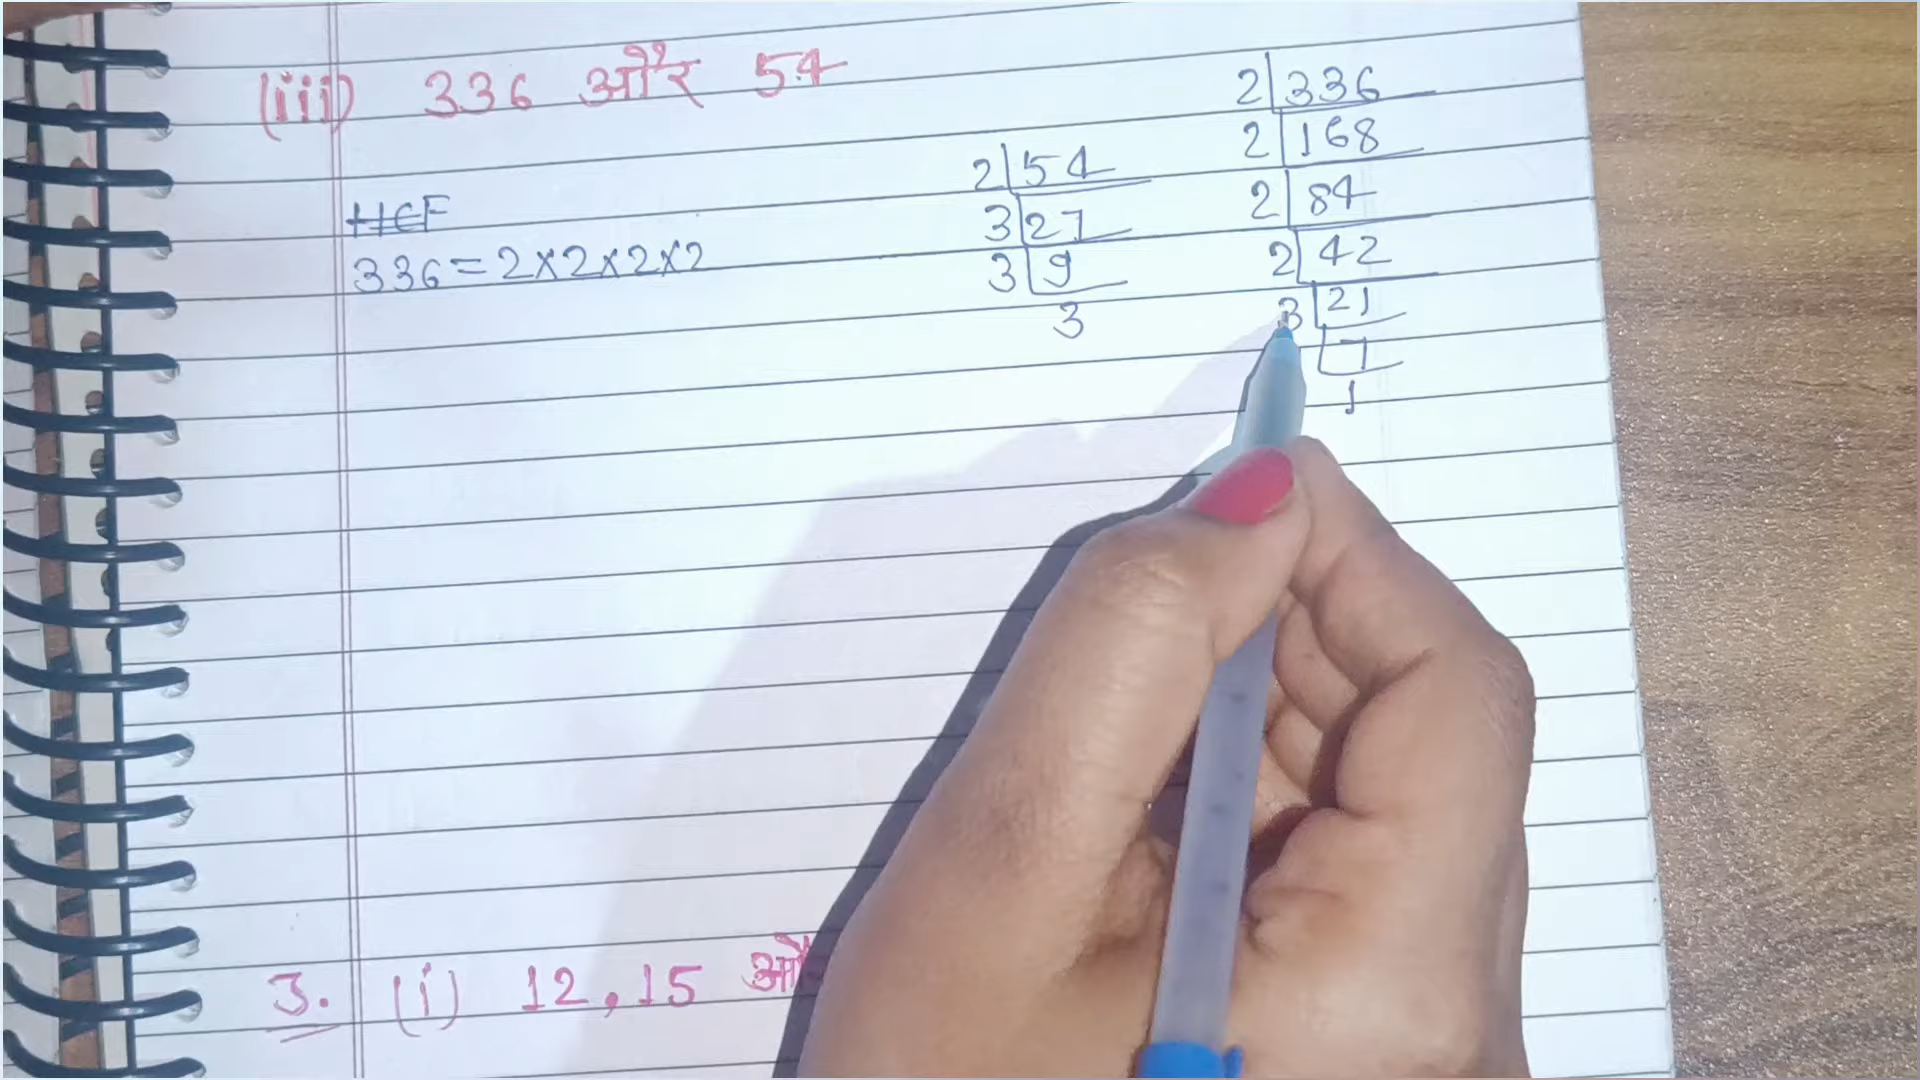 (iii) 336 और 54
HCF
336 = 2×2×2×2
2 | 54
3 | 27
3 | 9
3
2 | 336
2 | 168
2 | 84
2 | 42
3 | 21
7
1
3. (i) 12, 15